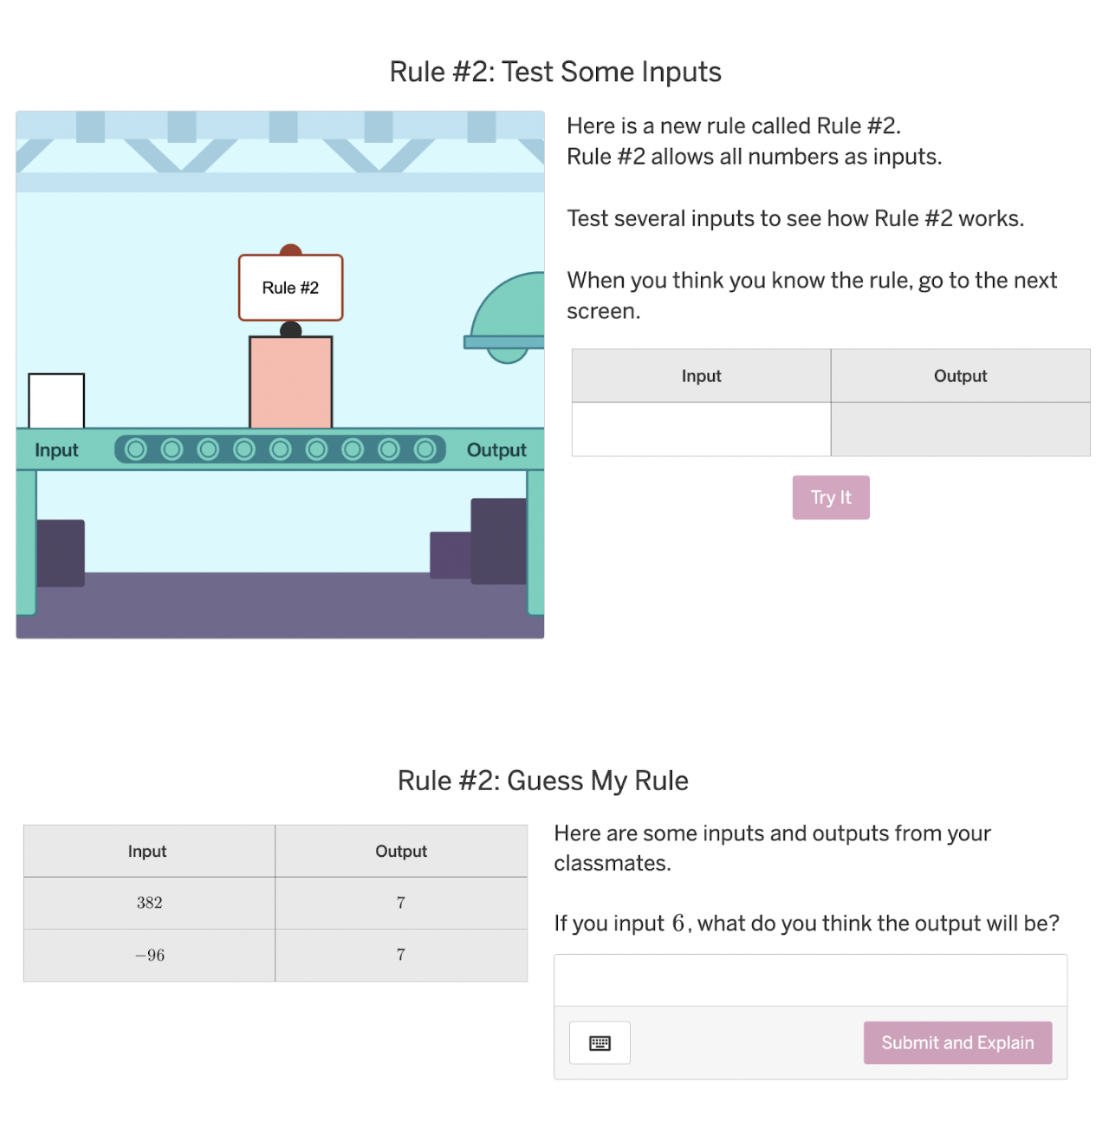 Rule #2: Test Some Inputs
Rule #2
Input
Output
Here is a new rule called Rule #2.
Rule #2 allows all numbers as inputs.
Test several inputs to see how Rule #2 works.
When you think you know the rule, go to the next
screen.
Input Output
Try It
Rule #2: Guess My Rule
Input Output
382 7
−96 7
Here are some inputs and outputs from your
classmates.
If you input 6, what do you think the output will be?
Submit and Explain